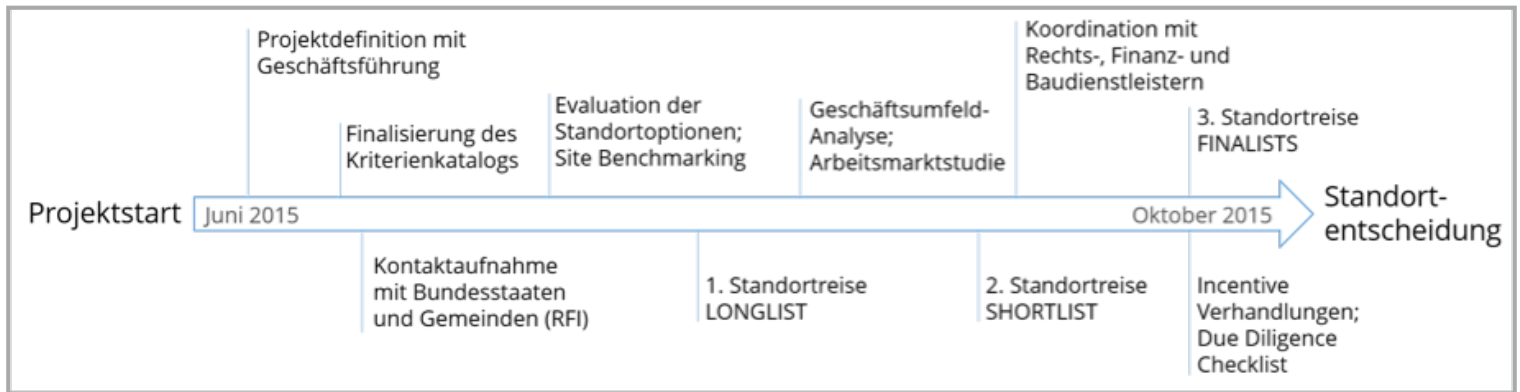 Projektdefinition mit
Geschäftsführung
Finalisierung des
Kriterienkatalogs
Evaluation der
Standortoptionen;
Site Benchmarking
Geschäftsumfeld-
Analyse;
Arbeitsmarktstudie
Koordination mit
Rechts-, Finanz- und
Baudienstleistern
3. Standortreise
FINALISTS
Projektstart
Juni 2015
Oktober 2015
Standort-
entscheidung
Kontaktaufnahme
mit Bundesstaaten
und Gemeinden (RFI)
1. Standortreise
LONGLIST
2. Standortreise
SHORTLIST
Incentive
Verhandlungen;
Due Diligence
Checklist